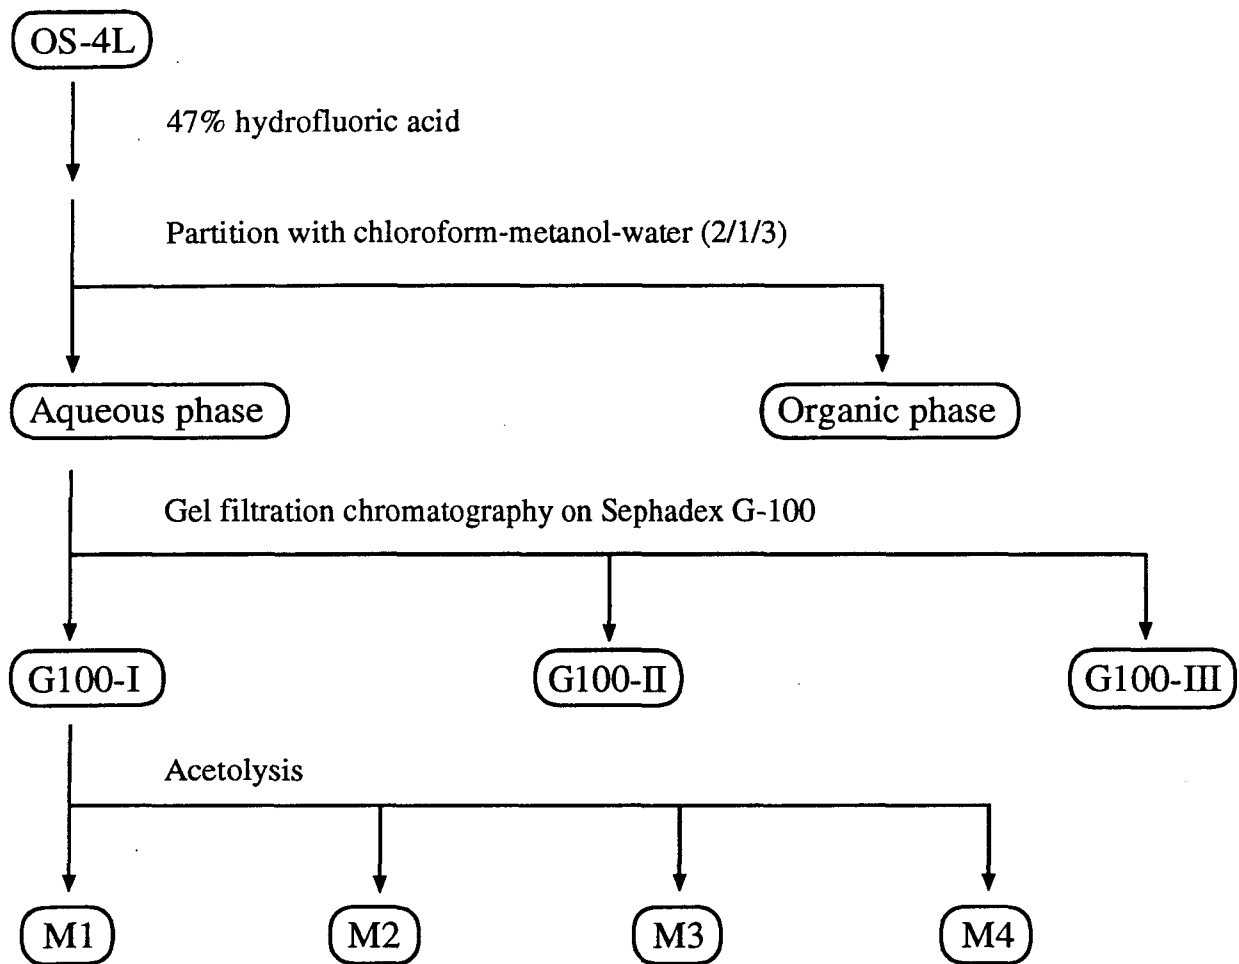 OS-4L
47% hydrofluoric acid
Partition with chloroform-metanol-water (2/1/3)
Aqueous phase
Organic phase
Gel filtration chromatography on Sephadex G-100
G100-I
G100-II
G100-III
Acetolysis
M1
M2
M3
M4